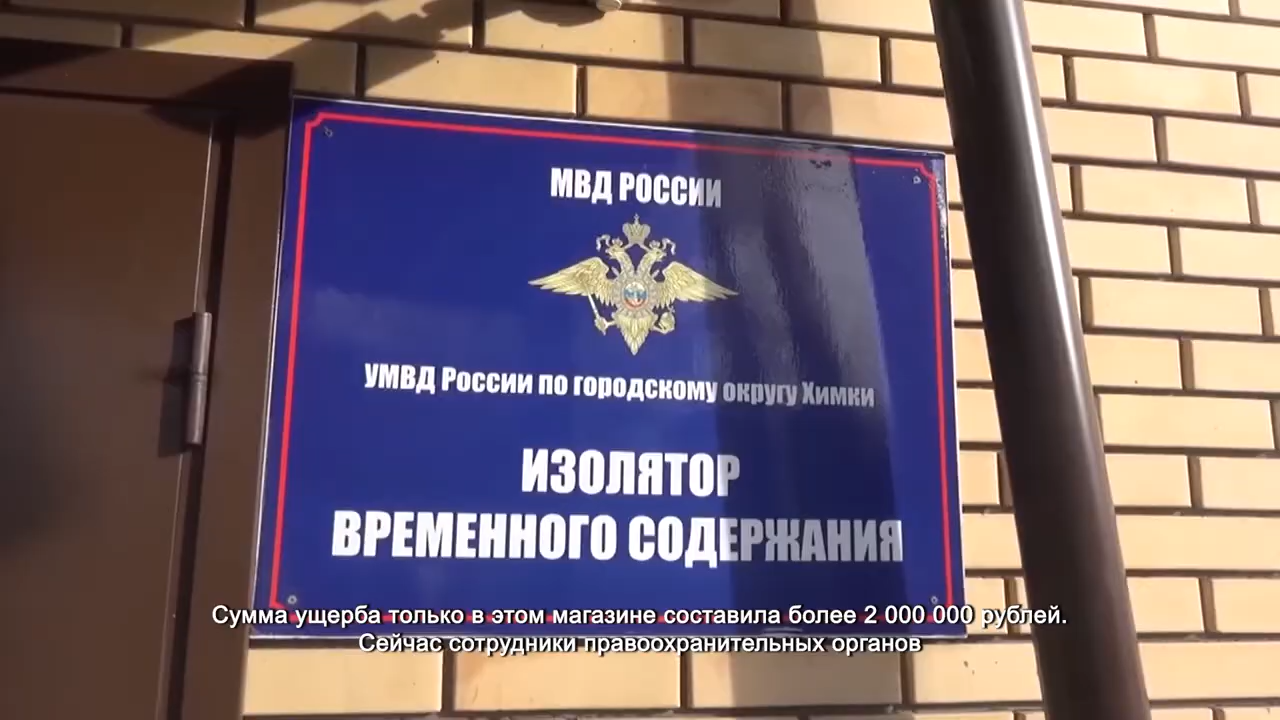 МВД РОССИИ
УМВД России по городскому округу Химки
ИЗОЛЯТОР
ВРЕМЕННОГО СОДЕРЖАНИЯ
Сумма ущерба только в этом магазине составила более 2 000 000 рублей.
Сейчас сотрудники правоохранительных органов